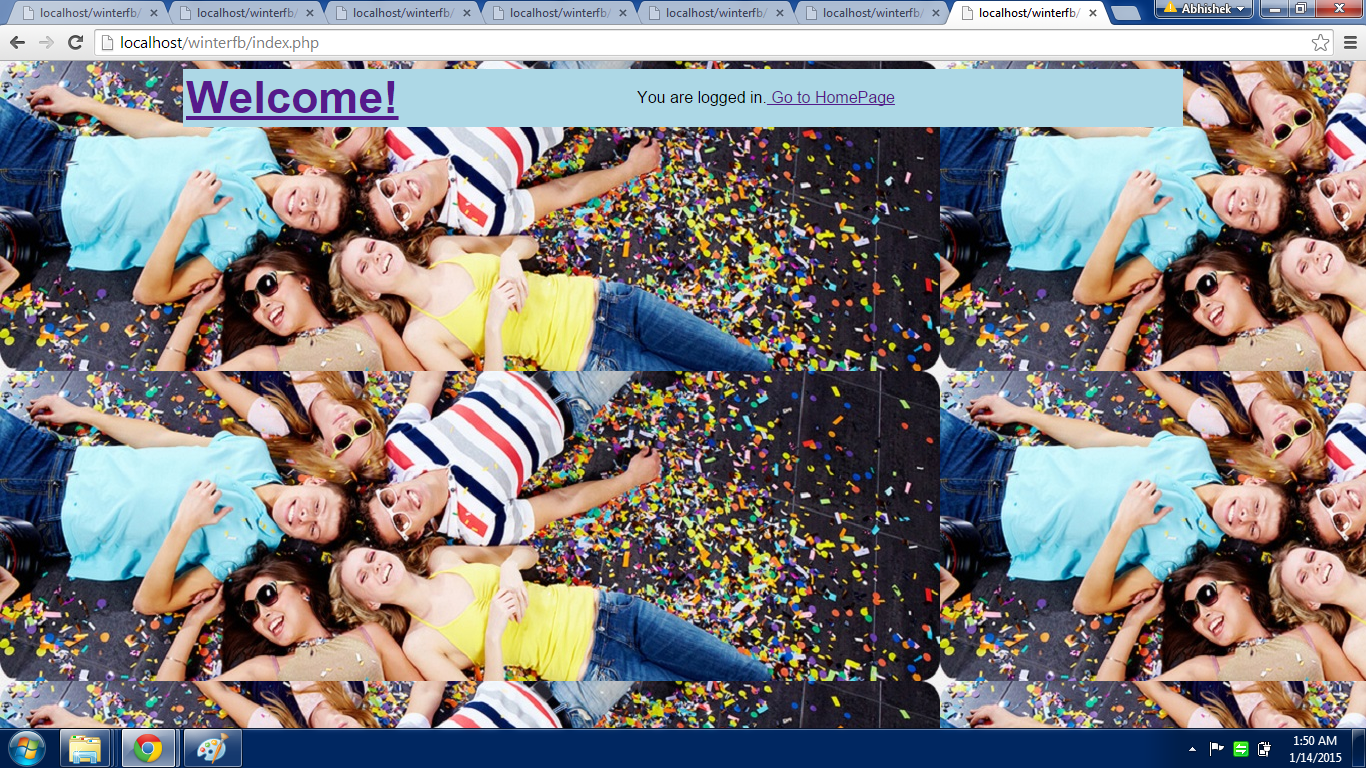 localhost/winterfb/
localhost/winterfb/
localhost/winterfb/
localhost/winterfb/
localhost/winterfb/
localhost/winterfb/
localhost/winterfb/
Abhishek
localhost/winterfb/index.php
Welcome!
You are logged in. Go to HomePage
1:50 AM
1/14/2015